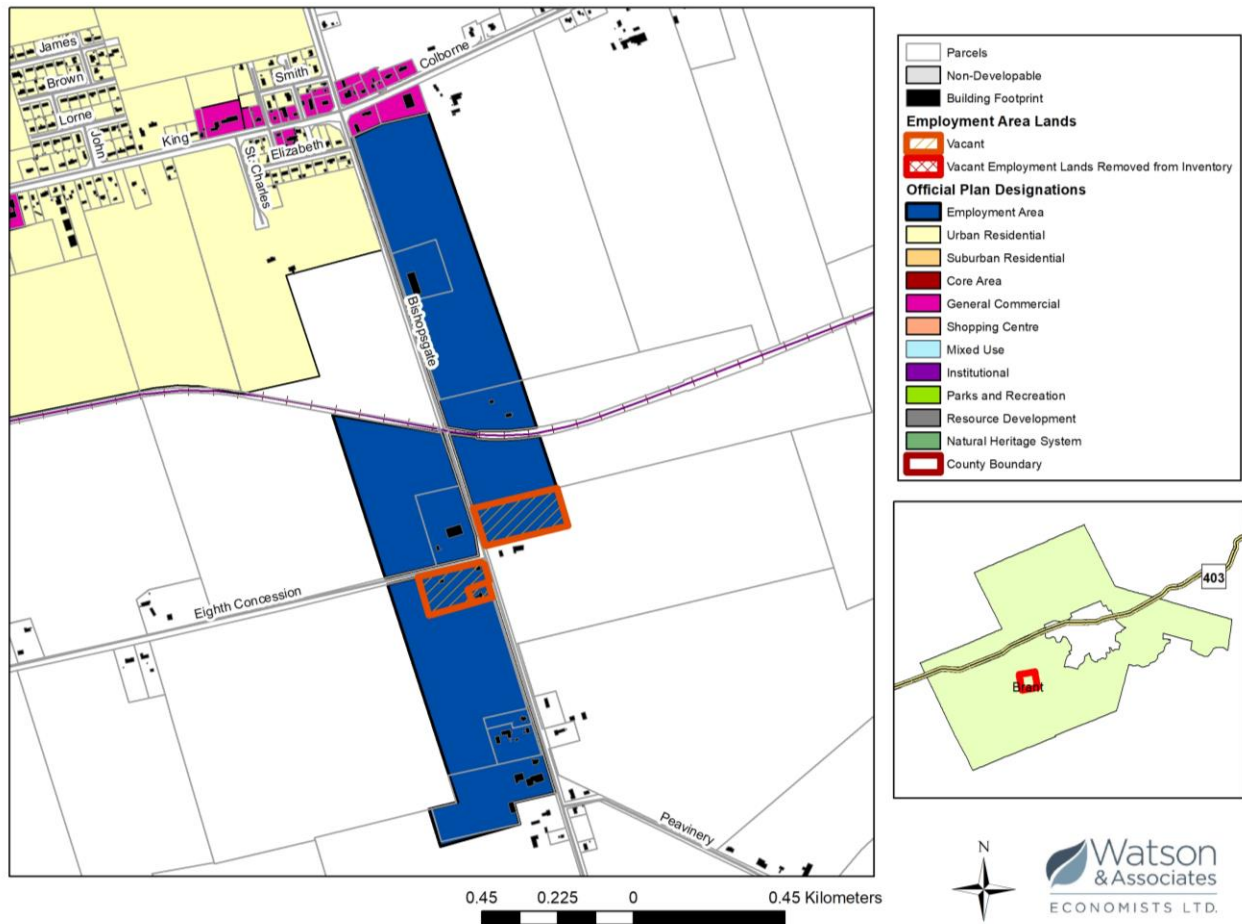 James
Brown
Lorne
John
King
St. Charles
Smith
Elizabeth
Colborne
Bishopsgate
Eighth Concession
Peavinery
Parcels
Non-Developable
Building Footprint
Employment Area Lands
Vacant
Vacant Employment Lands Removed from Inventory
Official Plan Designations
Employment Area
Urban Residential
Suburban Residential
Core Area
General Commercial
Shopping Centre
Mixed Use
Institutional
Parks and Recreation
Resource Development
Natural Heritage System
County Boundary
403
Brant
0.45 0.225 0 0.45 Kilometers
N
Watson
& Associates
ECONOMISTS LTD.